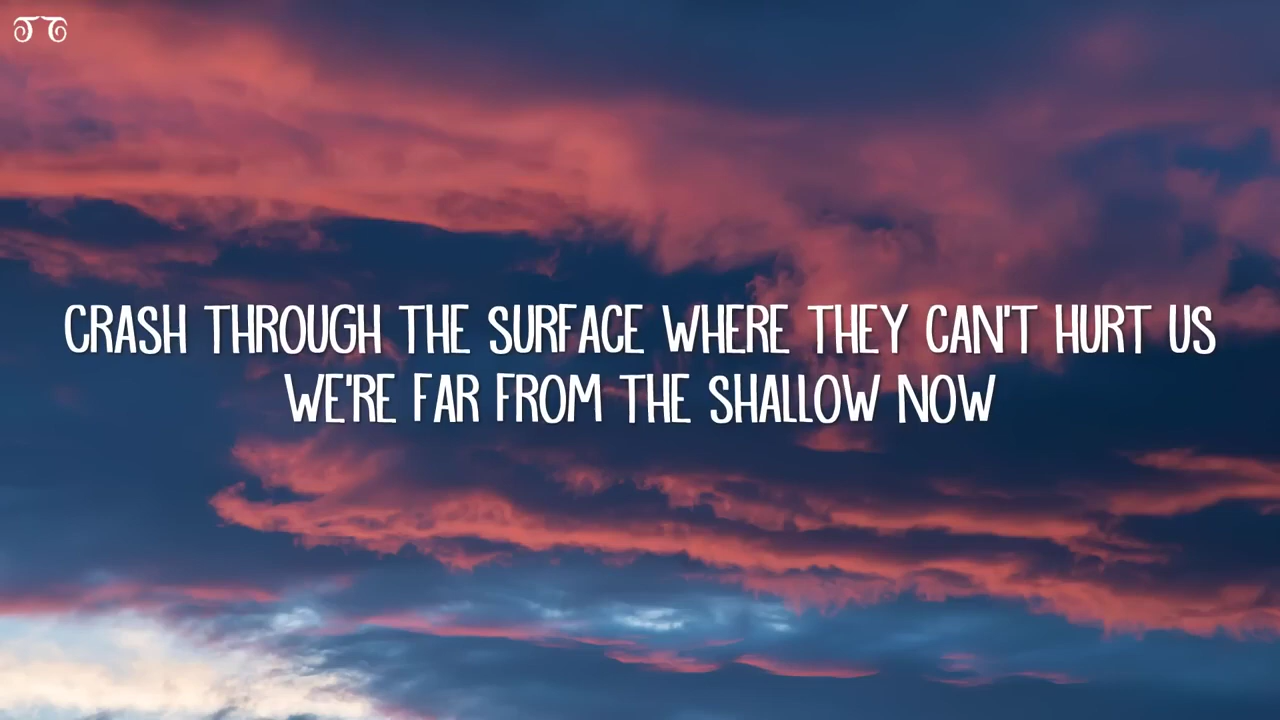 CRASH THROUGH THE SURFACE WHERE THEY CAN'T HURT US
WE'RE FAR FROM THE SHALLOW NOW